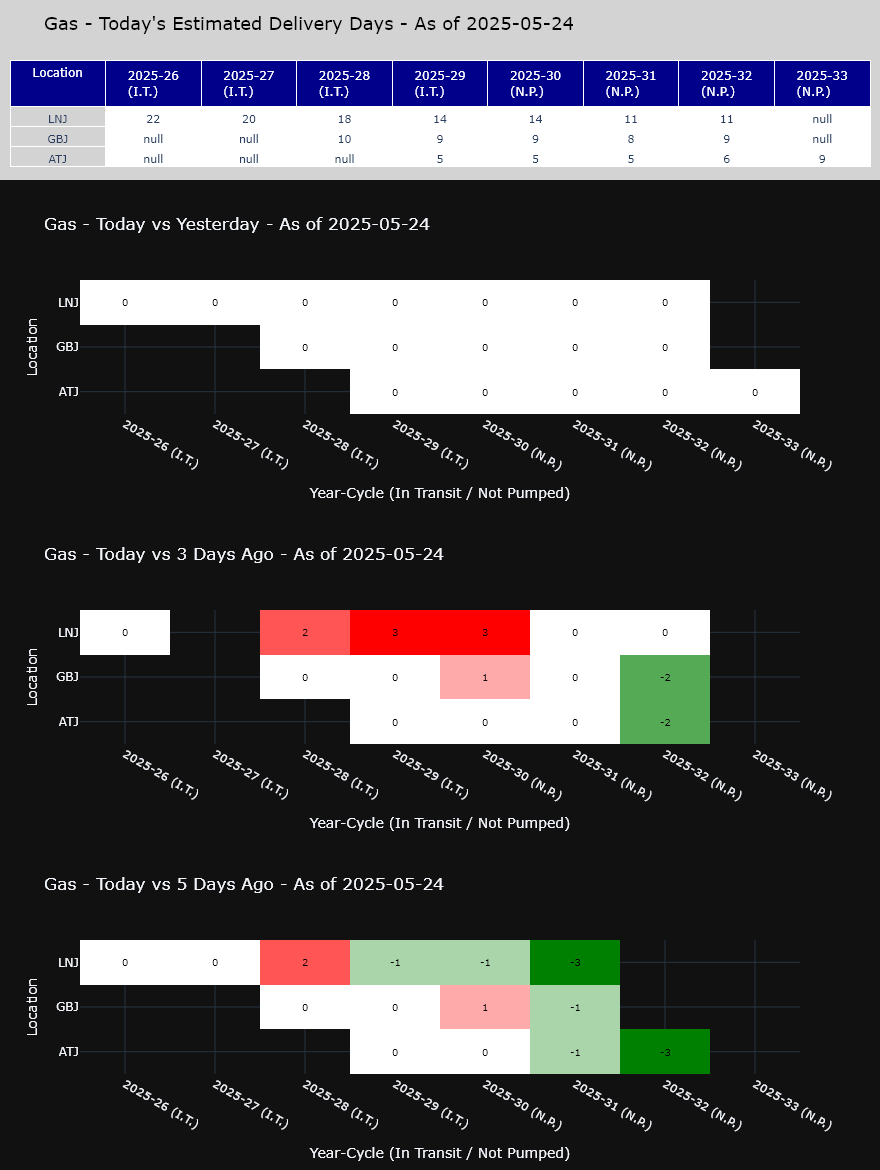 Gas - Today's Estimated Delivery Days - As of 2025-05-24
Location 2025-26 (I.T.) 2025-27 (I.T.) 2025-28 (I.T.) 2025-29 (I.T.) 2025-30 (N.P.) 2025-31 (N.P.) 2025-32 (N.P.) 2025-33 (N.P.)
LNJ 22 20 18 14 14 11 11 null
GBJ null null 10 9 9 8 9 null
ATJ null null null 5 5 5 6 9
Gas - Today vs Yesterday - As of 2025-05-24
Location
LNJ 0 0 0 0 0 0 0
GBJ 0 0 0 0 0
ATJ 0 0 0 0 0
2025-26 (I.T.) 2025-27 (I.T.) 2025-28 (I.T.) 2025-29 (I.T.) 2025-30 (N.P.) 2025-31 (N.P.) 2025-32 (N.P.) 2025-33 (N.P.)
Year-Cycle (In Transit / Not Pumped)
Gas - Today vs 3 Days Ago - As of 2025-05-24
Location
LNJ 0 2 3 3 0 0
GBJ 0 0 1 0 -2
ATJ 0 0 0 -2
2025-26 (I.T.) 2025-27 (I.T.) 2025-28 (I.T.) 2025-29 (I.T.) 2025-30 (N.P.) 2025-31 (N.P.) 2025-32 (N.P.) 2025-33 (N.P.)
Year-Cycle (In Transit / Not Pumped)
Gas - Today vs 5 Days Ago - As of 2025-05-24
Location
LNJ 0 0 2 -1 -1 -3
GBJ 0 0 1 -1
ATJ 0 0 -1 -3
2025-26 (I.T.) 2025-27 (I.T.) 2025-28 (I.T.) 2025-29 (I.T.) 2025-30 (N.P.) 2025-31 (N.P.) 2025-32 (N.P.) 2025-33 (N.P.)
Year-Cycle (In Transit / Not Pumped)